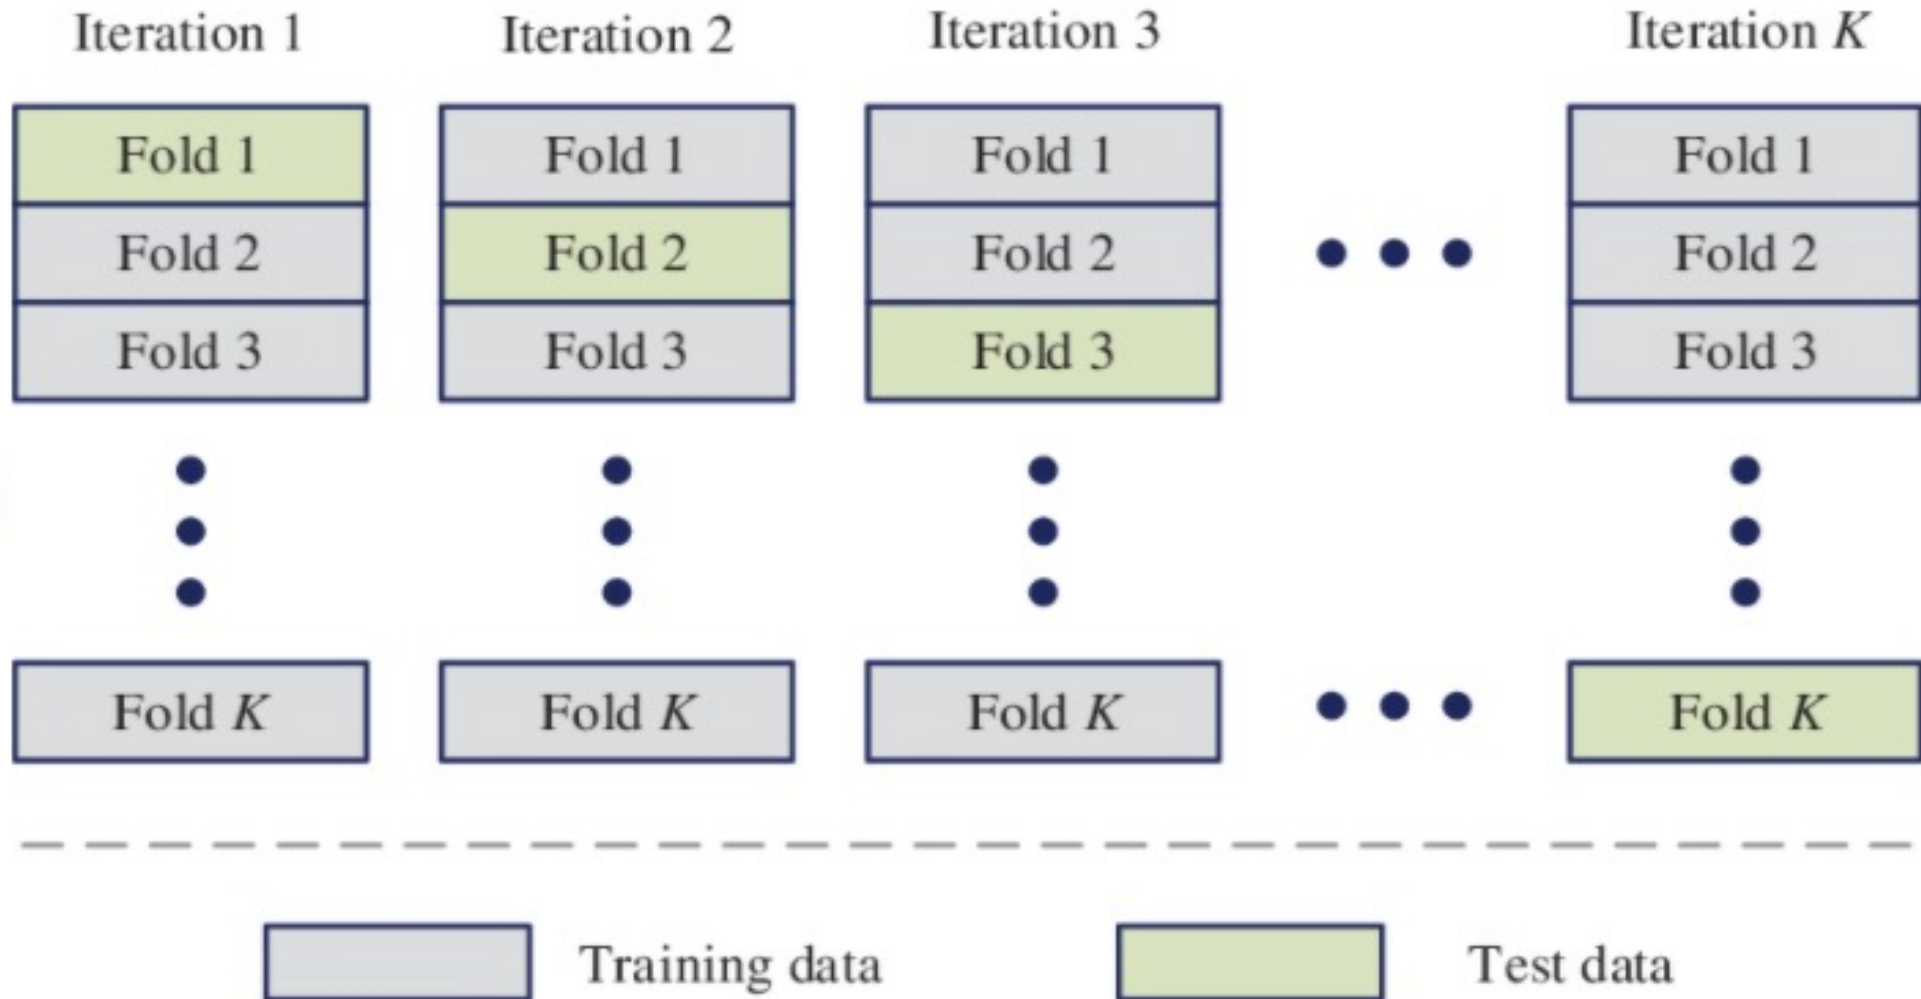 Iteration 1 Iteration 2 Iteration 3 Iteration K
Fold 1 Fold 1 Fold 1 Fold 1
Fold 2 Fold 2 Fold 2 Fold 2
Fold 3 Fold 3 Fold 3 Fold 3
Fold K Fold K Fold K Fold K
Training data Test data